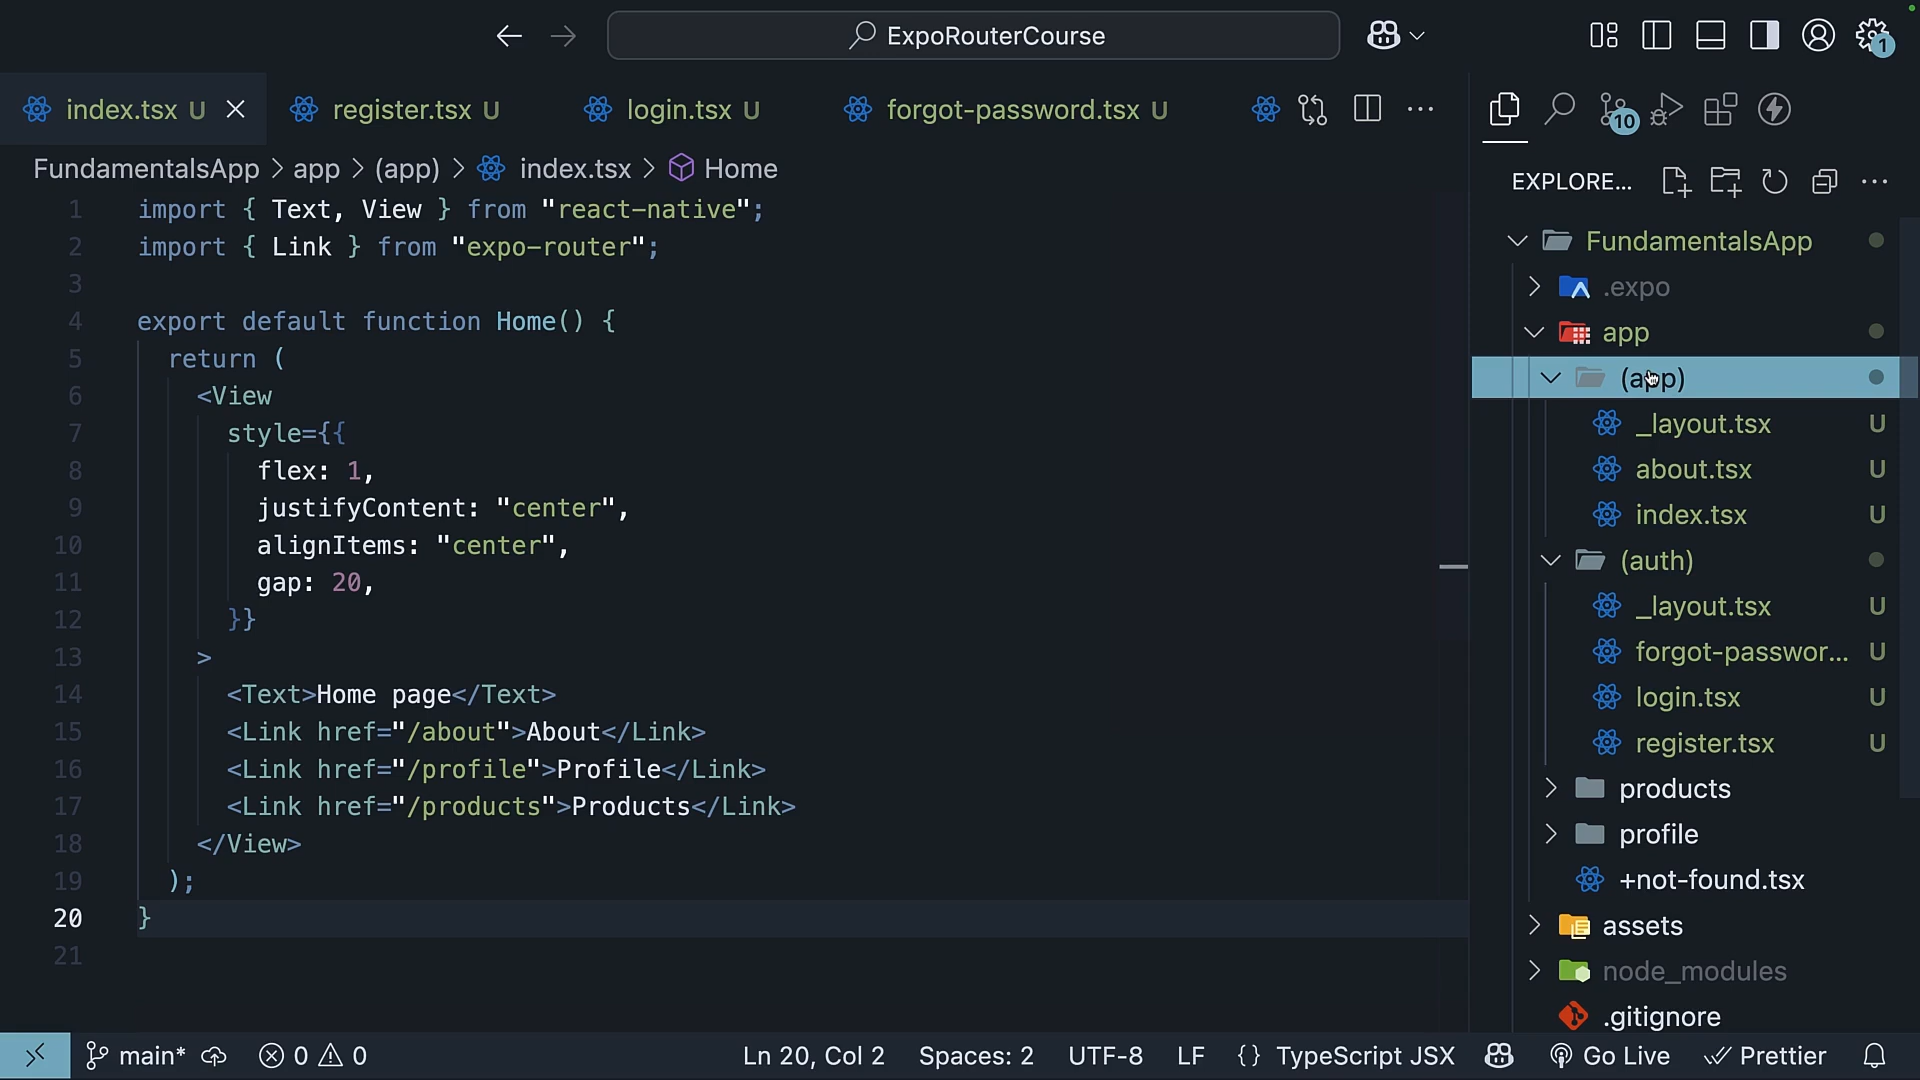 ExpoRouterCourse
1
index.tsx U
register.tsx U
login.tsx U
forgot-password.tsx U
10
FundamentalsApp > app > (app) > index.tsx > Home
EXPLORE...
1 import { Text, View } from "react-native";
2 import { Link } from "expo-router";
3
4 export default function Home() {
5 return (
6 <View
7 style={{
8 flex: 1,
9 justifyContent: "center",
10 alignItems: "center",
11 gap: 20,
12 }}
13 >
14 <Text>Home page</Text>
15 <Link href="/about">About</Link>
16 <Link href="/profile">Profile</Link>
17 <Link href="/products">Products</Link>
18 </View>
19 );
20 }
21
FundamentalsApp
.expo
app
(app)
_layout.tsx U
about.tsx U
index.tsx U
(auth)
_layout.tsx U
forgot-passwor... U
login.tsx U
register.tsx U
products
profile
+not-found.tsx
assets
node_modules
.gitignore
main* 0 0 Ln 20, Col 2 Spaces: 2 UTF-8 LF {} TypeScript JSX Go Live Prettier